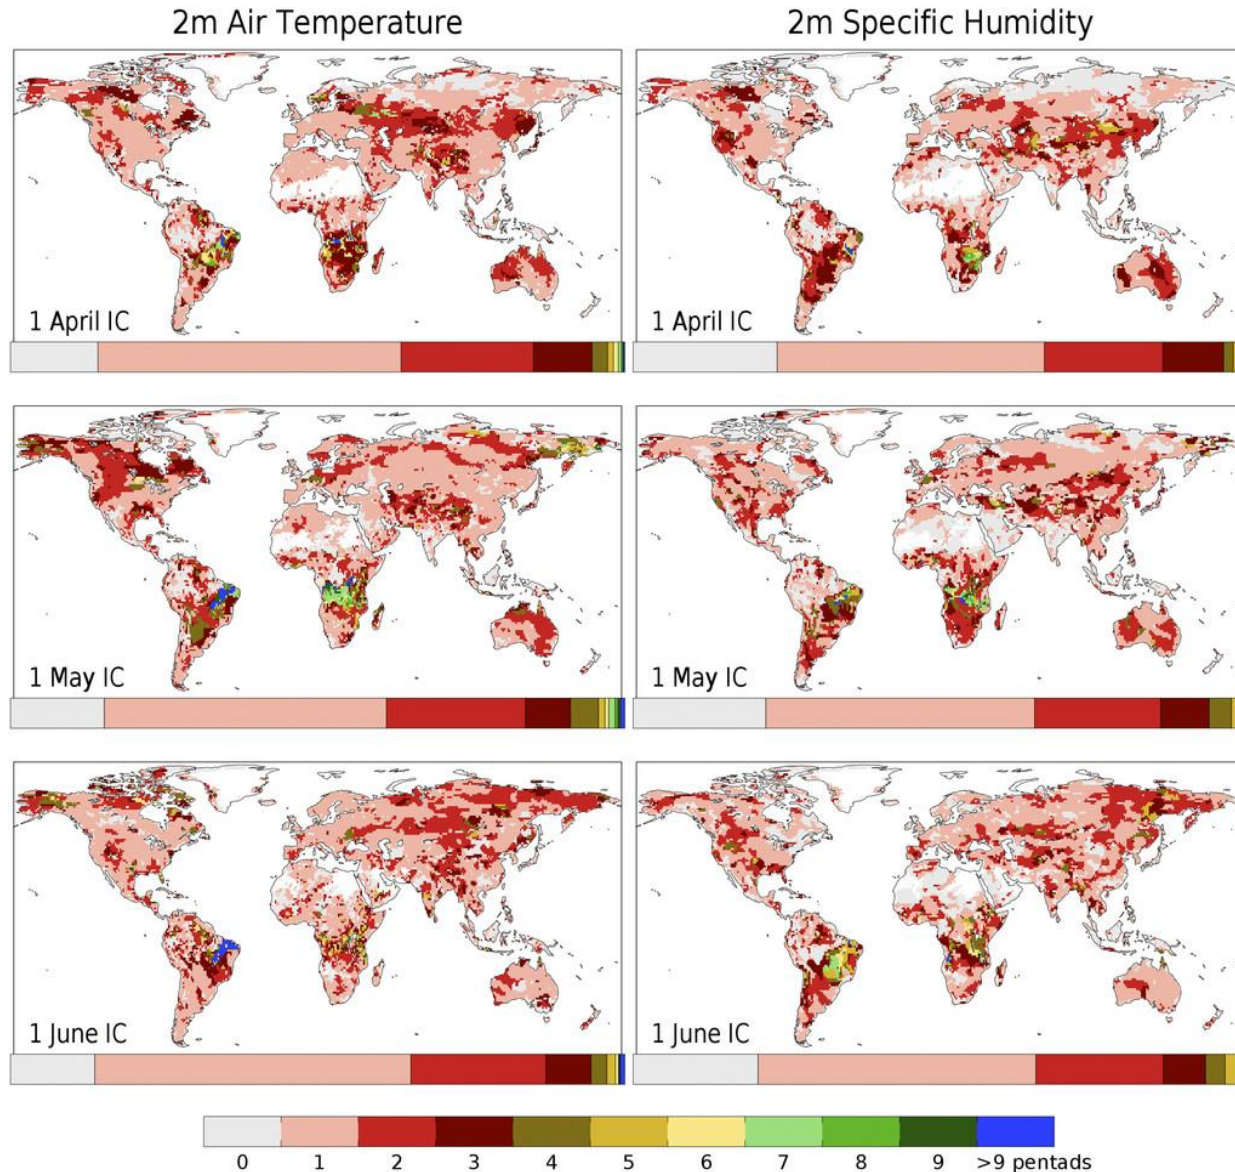 2m Air Temperature 2m Specific Humidity
1 April IC 1 April IC
1 May IC 1 May IC
1 June IC 1 June IC
0 1 2 3 4 5 6 7 8 9 >9 pentads